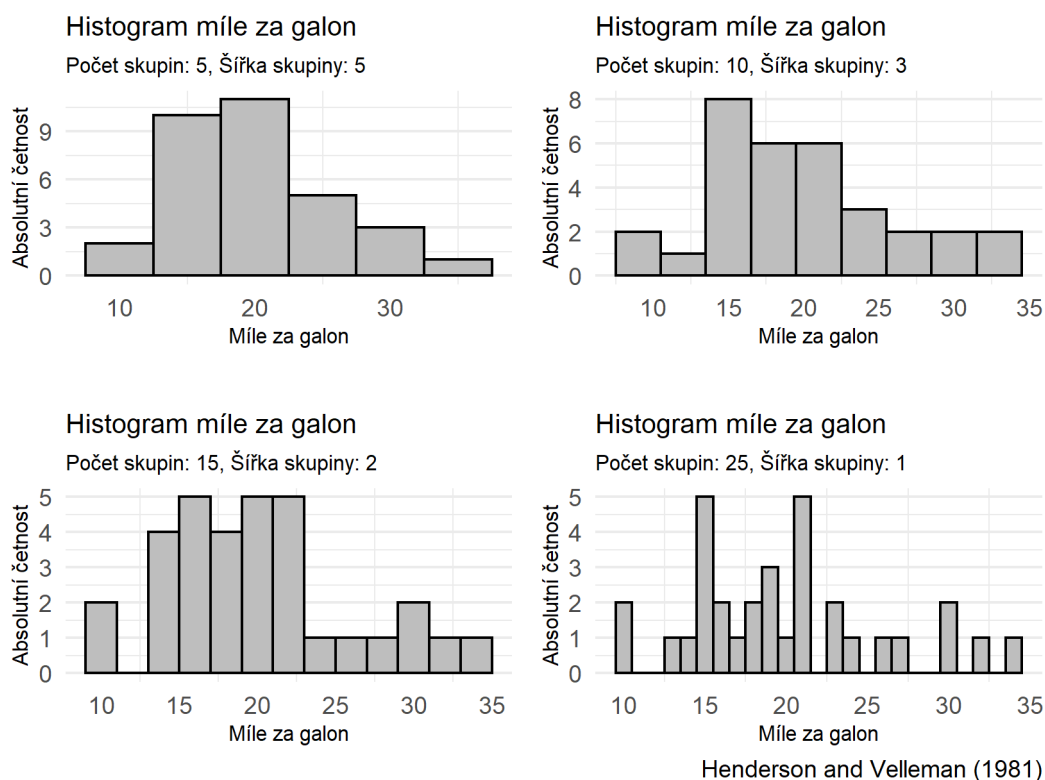 Histogram míle za galon
Počet skupin: 5, Šířka skupiny: 5
Absolutní četnost
9
6
3
0
10 20 30
Míle za galon
Histogram míle za galon
Počet skupin: 10, Šířka skupiny: 3
Absolutní četnost
8
6
4
2
0
10 15 20 25 30 35
Míle za galon
Histogram míle za galon
Počet skupin: 15, Šířka skupiny: 2
Absolutní četnost
5
4
3
2
1
0
10 15 20 25 30 35
Míle za galon
Histogram míle za galon
Počet skupin: 25, Šířka skupiny: 1
Absolutní četnost
5
4
3
2
1
0
10 15 20 25 30 35
Míle za galon
Henderson and Velleman (1981)